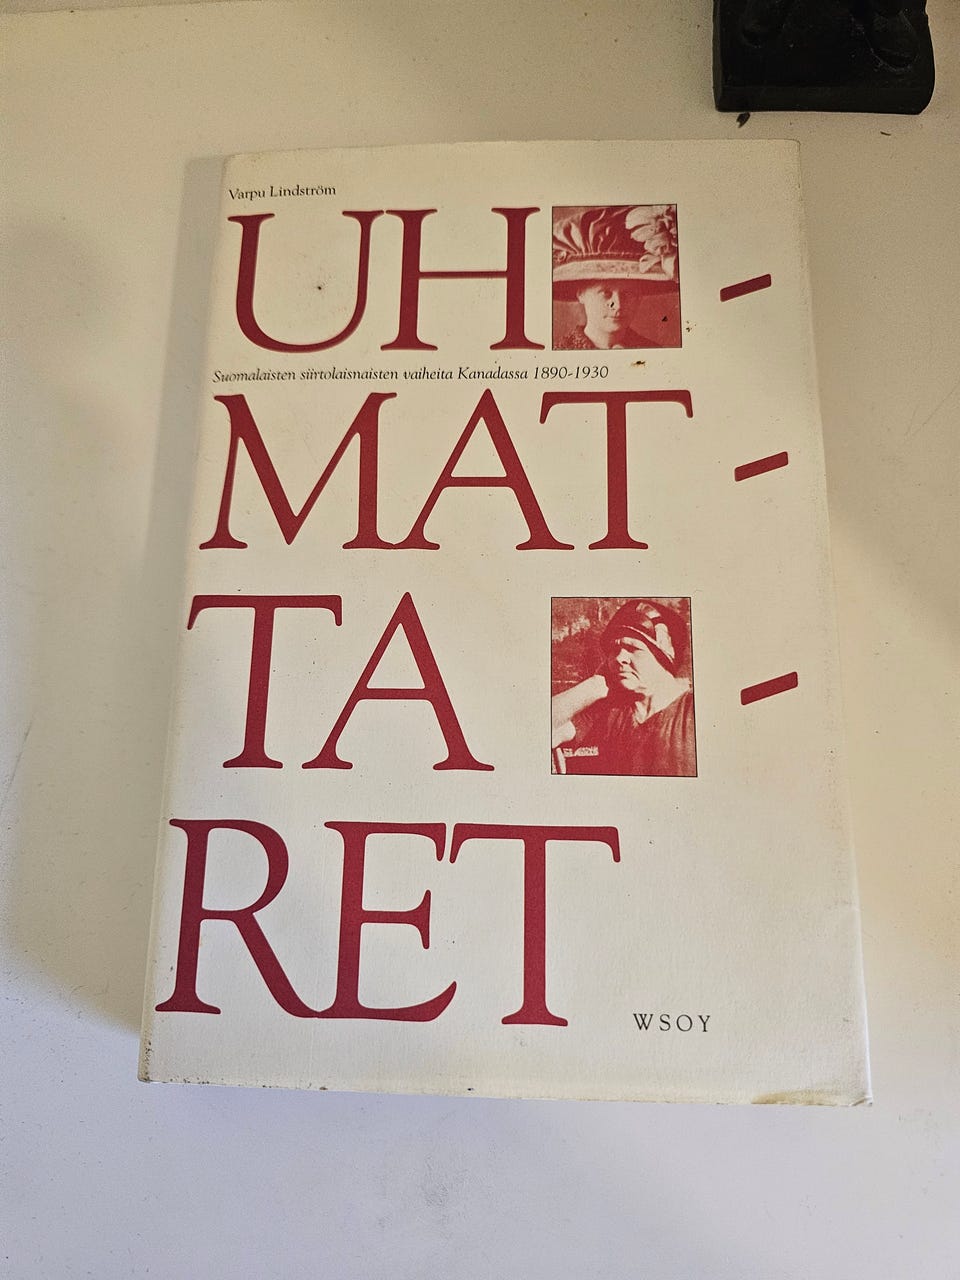 Varpu Lindström
UH-
Suomalaisten siirtolaisnaisten vaiheita Kanadassa 1890-1930
MAT-
TA-
RET
WSOY